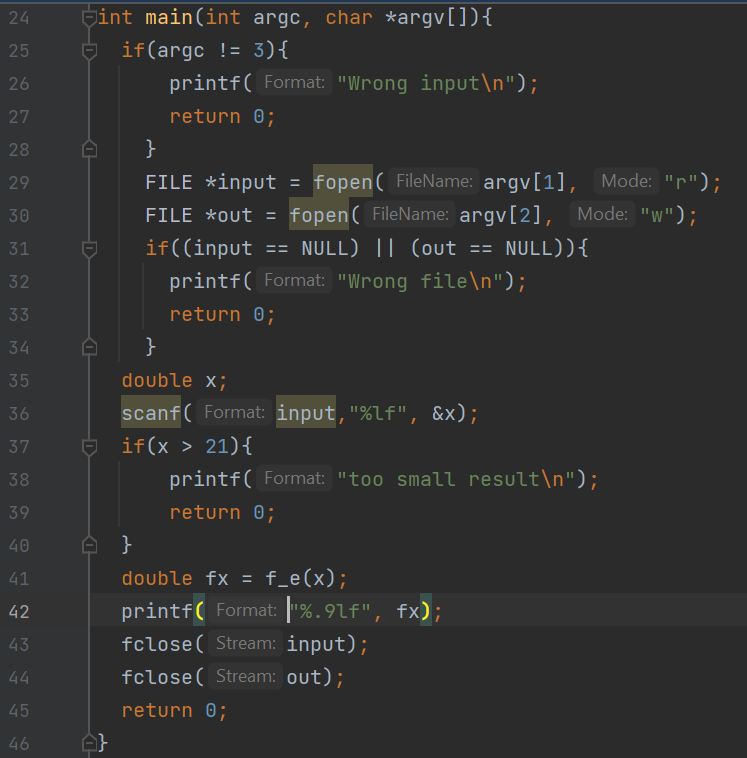 24 int main(int argc, char *argv[]){
25 if(argc != 3){
26 printf( Format: "Wrong input\n");
27 return 0;
28 }
29 FILE *input = fopen( FileName: argv[1], Mode: "r");
30 FILE *out = fopen( FileName: argv[2], Mode: "w");
31 if((input == NULL) || (out == NULL)){
32 printf( Format: "Wrong file\n");
33 return 0;
34 }
35 double x;
36 scanf( Format: input,"%lf", &x);
37 if(x > 21){
38 printf( Format: "too small result\n");
39 return 0;
40 }
41 double fx = f_e(x);
42 printf( Format: "%.9lf", fx);
43 fclose( Stream: input);
44 fclose( Stream: out);
45 return 0;
46 }